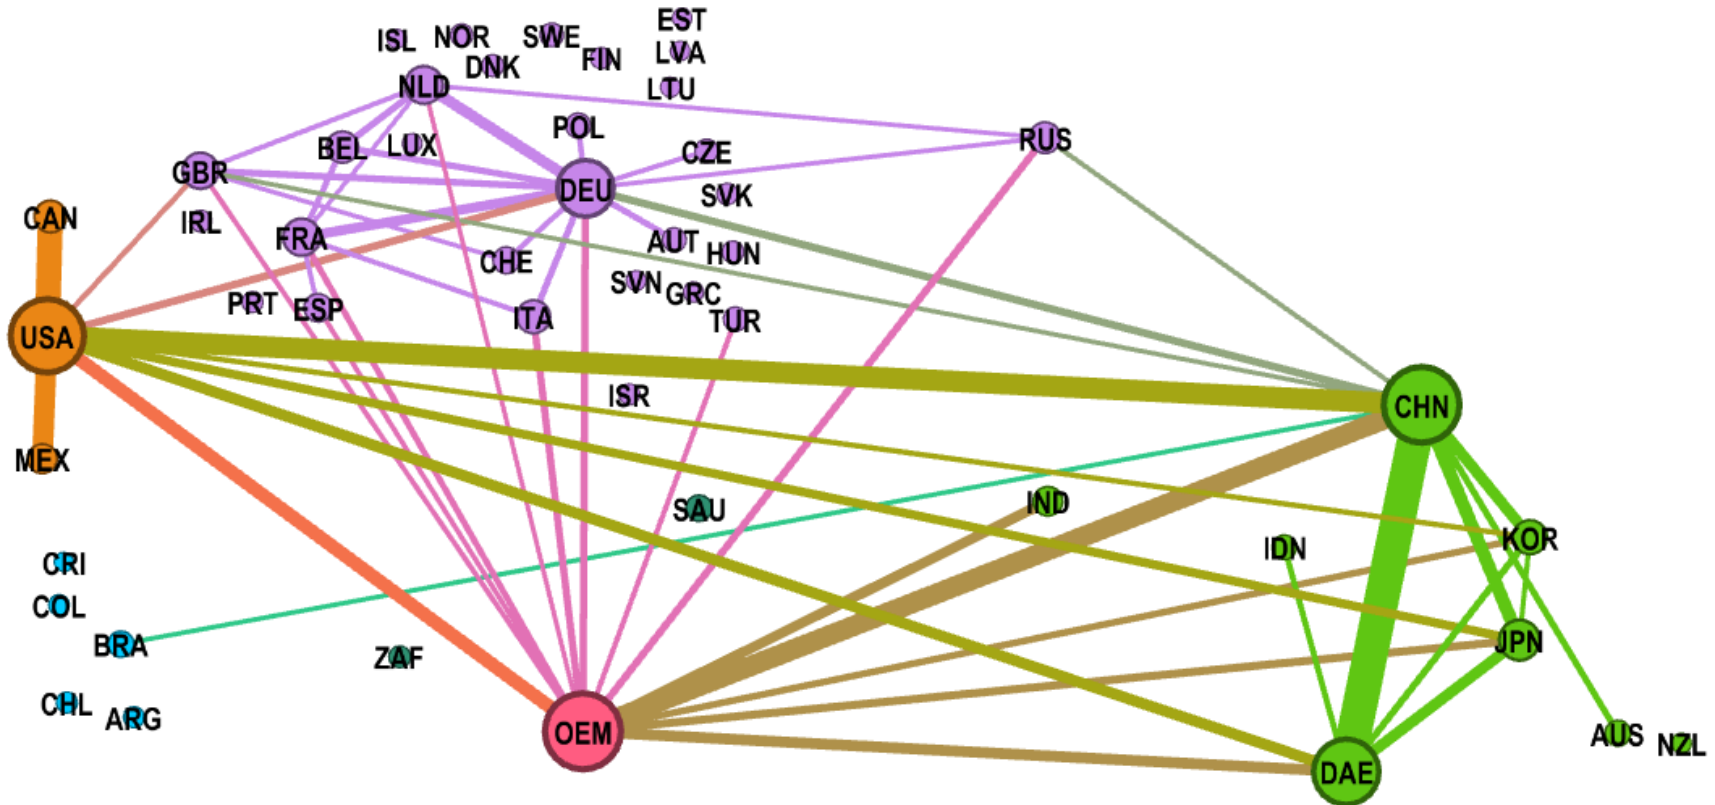 EST
ISL
NOR
SWE
LVA
FIN
DNK
NLD
LTU
POL
RUS
BEL
LUX
CZE
GBR
DEU
SVK
CAN
IRL
FRA
AUT
HUN
CHE
SVN
GRC
PRT
ESP
ITA
TUR
USA
ISR
CHN
MEX
SAU
IND
KOR
IDN
CRI
COL
BRA
JPN
ZAF
CHL
ARG
OEM
AUS
NZL
DAE